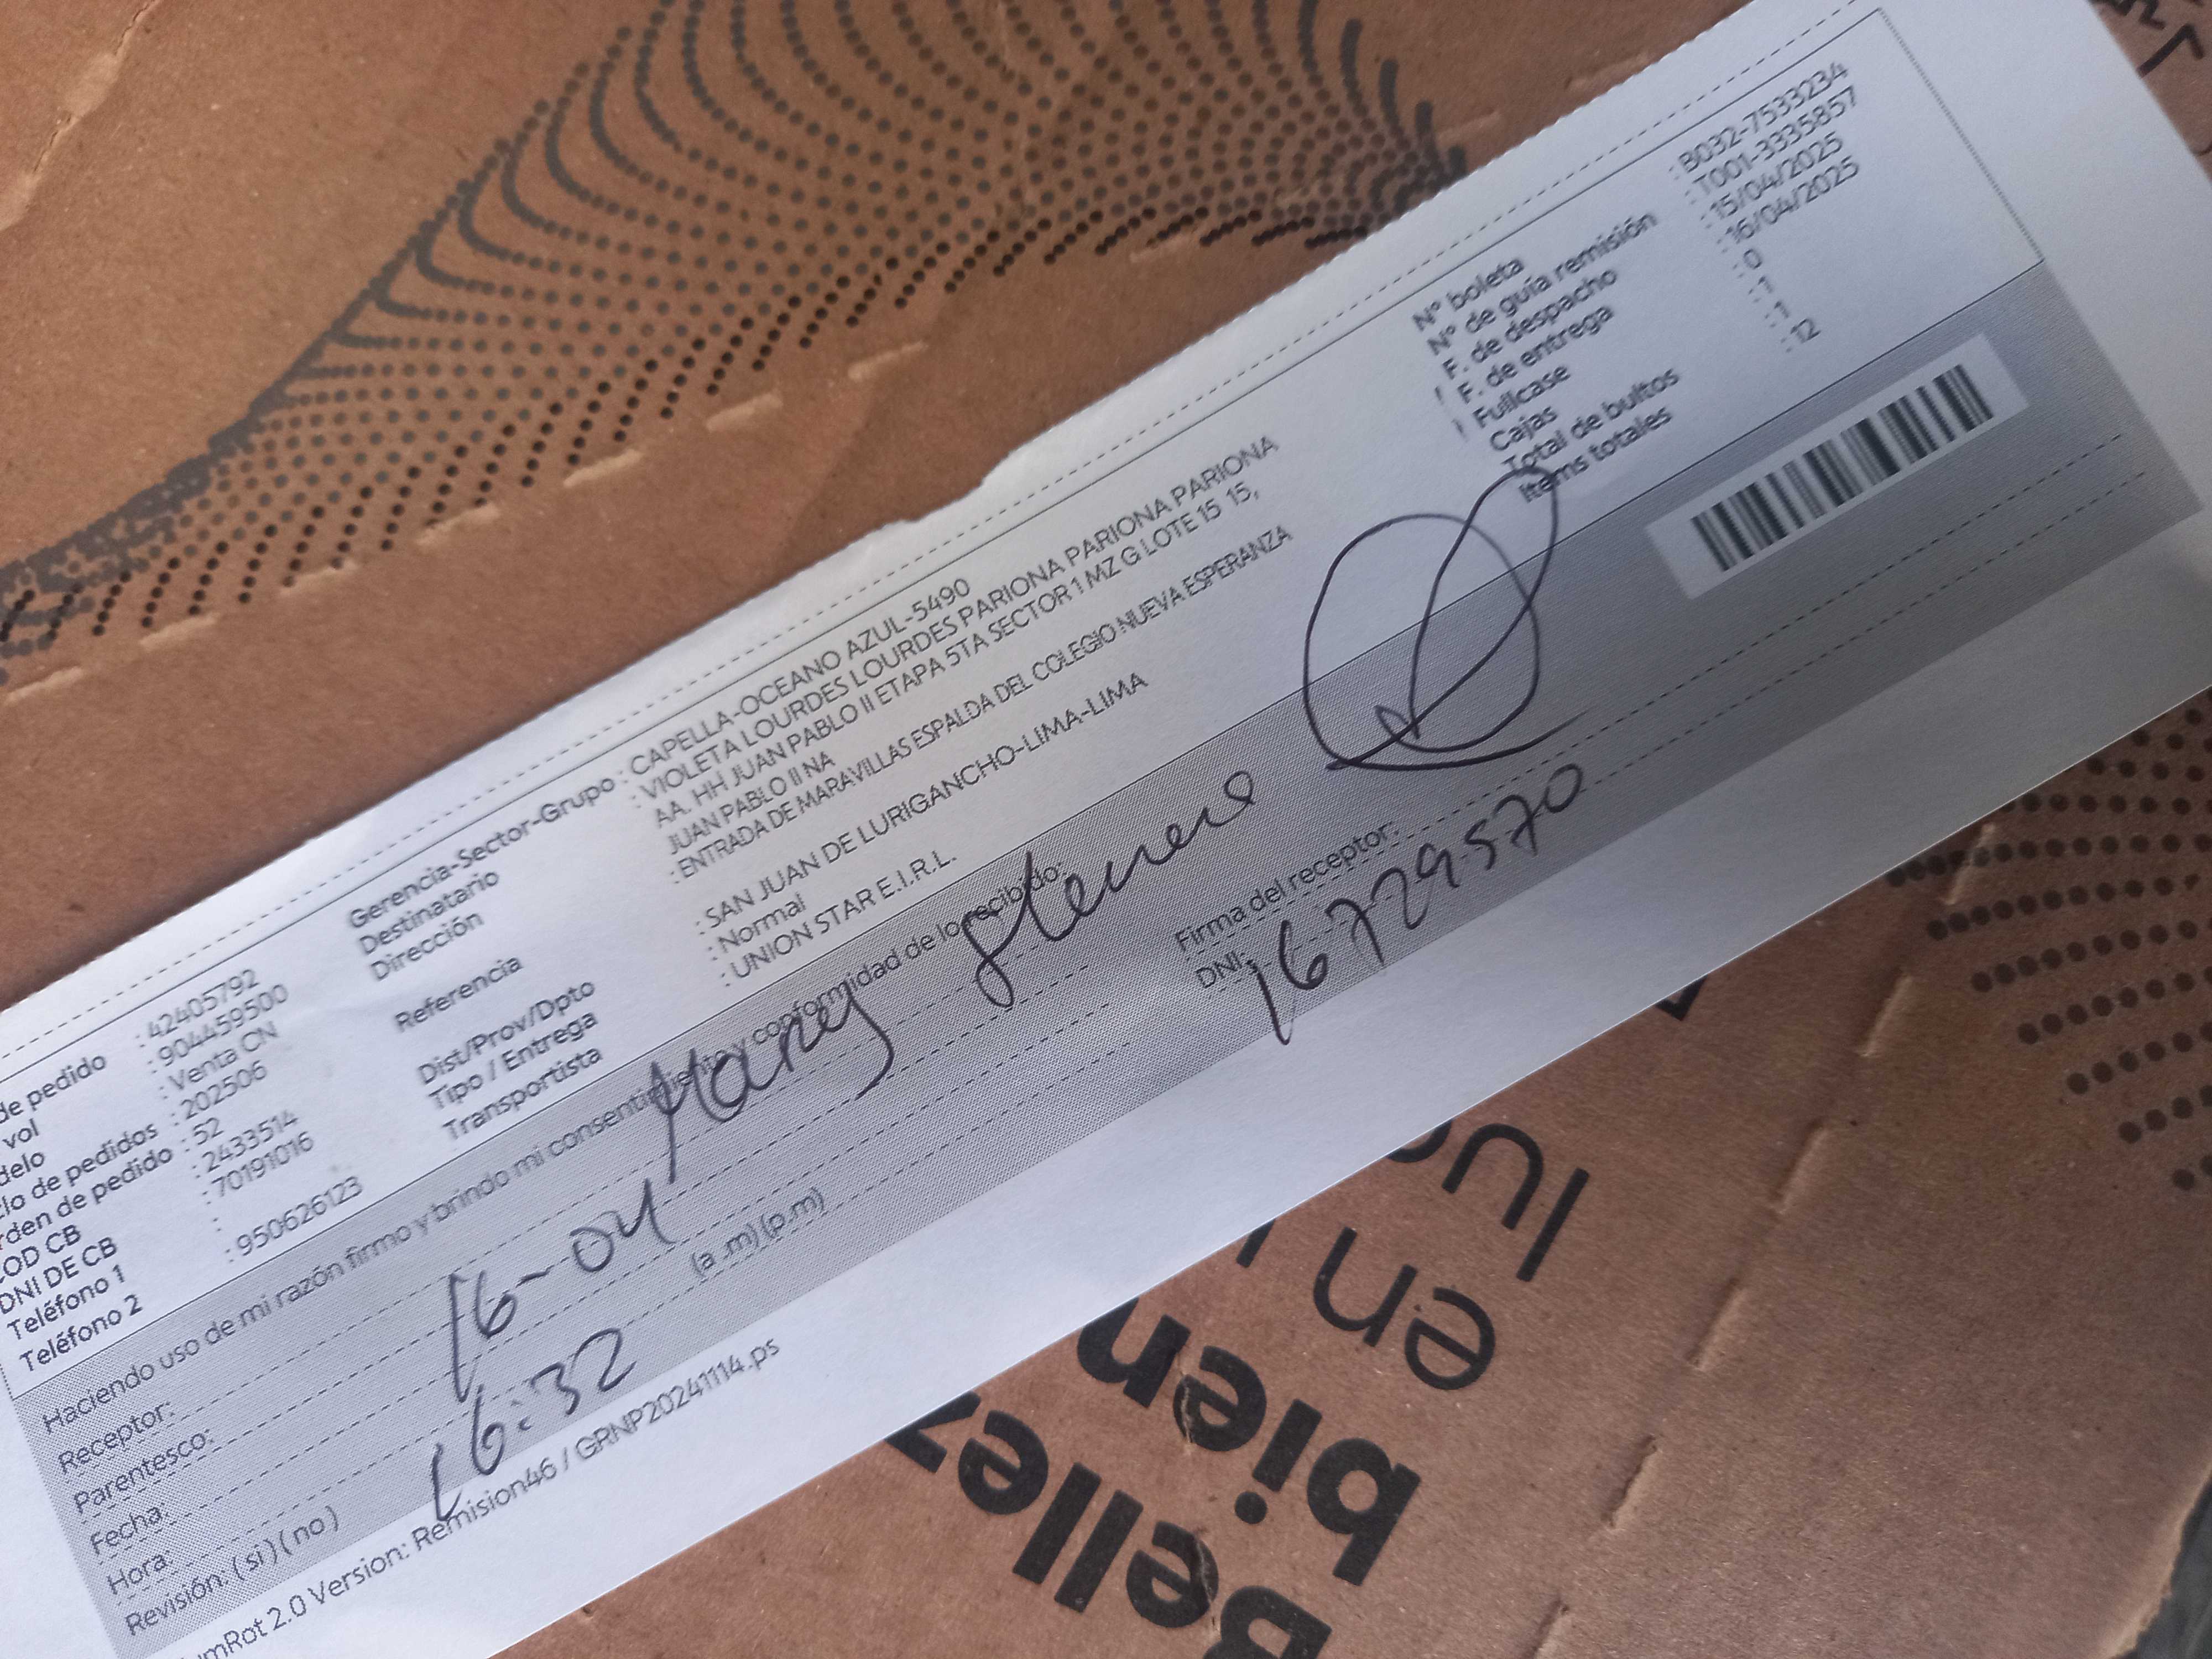 de pedido : 42405792
vol : 904459500
delo : Venta CN
clo de pedidos : 202506
rden de pedido : 52
COD CB : 2433514
DNI DE CB : 70191016
Teléfono 1 :
Teléfono 2 : 950626123
Gerencia-Sector-Grupo : CAPELLA-OCEANO AZUL-5490
Destinatario : VIOLETA LOURDES LOURDES PARIONA PARIONA PARIONA
Dirección AA. HH JUAN PABLO II ETAPA 5TA SECTOR 1 MZ G LOTE 15 15,
JUAN PABLO II NA
Referencia : ENTRADA DE MARAVILLAS ESPALDA DEL COLEGIO NUEVA ESPERANZA
Dist/Prov/Dpto : SAN JUAN DE LURIGANCHO-LIMA-LIMA
Tipo / Entrega : Normal
Transportista : UNION STAR E.I.R.L.
N° boleta : B032-7533234
N° de guía remisión : T001-3335857
F. de despacho : 15/04/2025
F. de entrega : 16/04/2025
Fullcase : 0
Cajas : 1
Total de bultos : 1
Items totales : 12
Haciendo uso de mi razón firmo y brindo mi consentimiento y conformidad de lo recibido:
Receptor:
Parentesco:
Fecha: 16-04
Hora: 16:32 (a .m) (p.m)
Revisión: ( si ) ( no )
Firma del receptor:
DNI: 16729570
umRot 2.0 Version: Remision46 / GRNP20241114.ps
Bellez
bien
en
luc